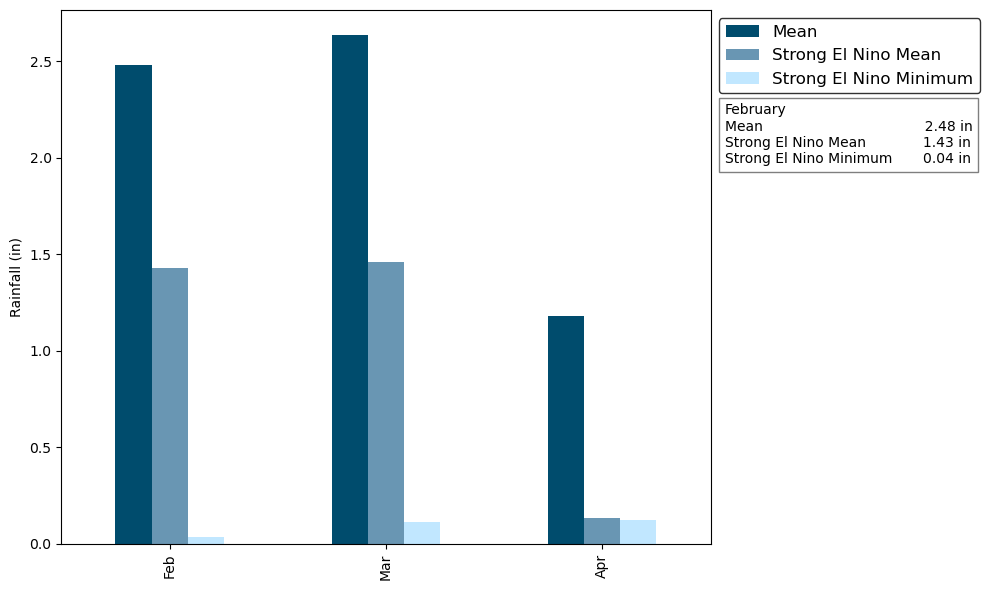 Mean
Strong El Nino Mean
Strong El Nino Minimum
February
Mean 2.48 in
Strong El Nino Mean 1.43 in
Strong El Nino Minimum 0.04 in
Rainfall (in)
2.5
2.0
1.5
1.0
0.5
0.0
Feb
Mar
Apr